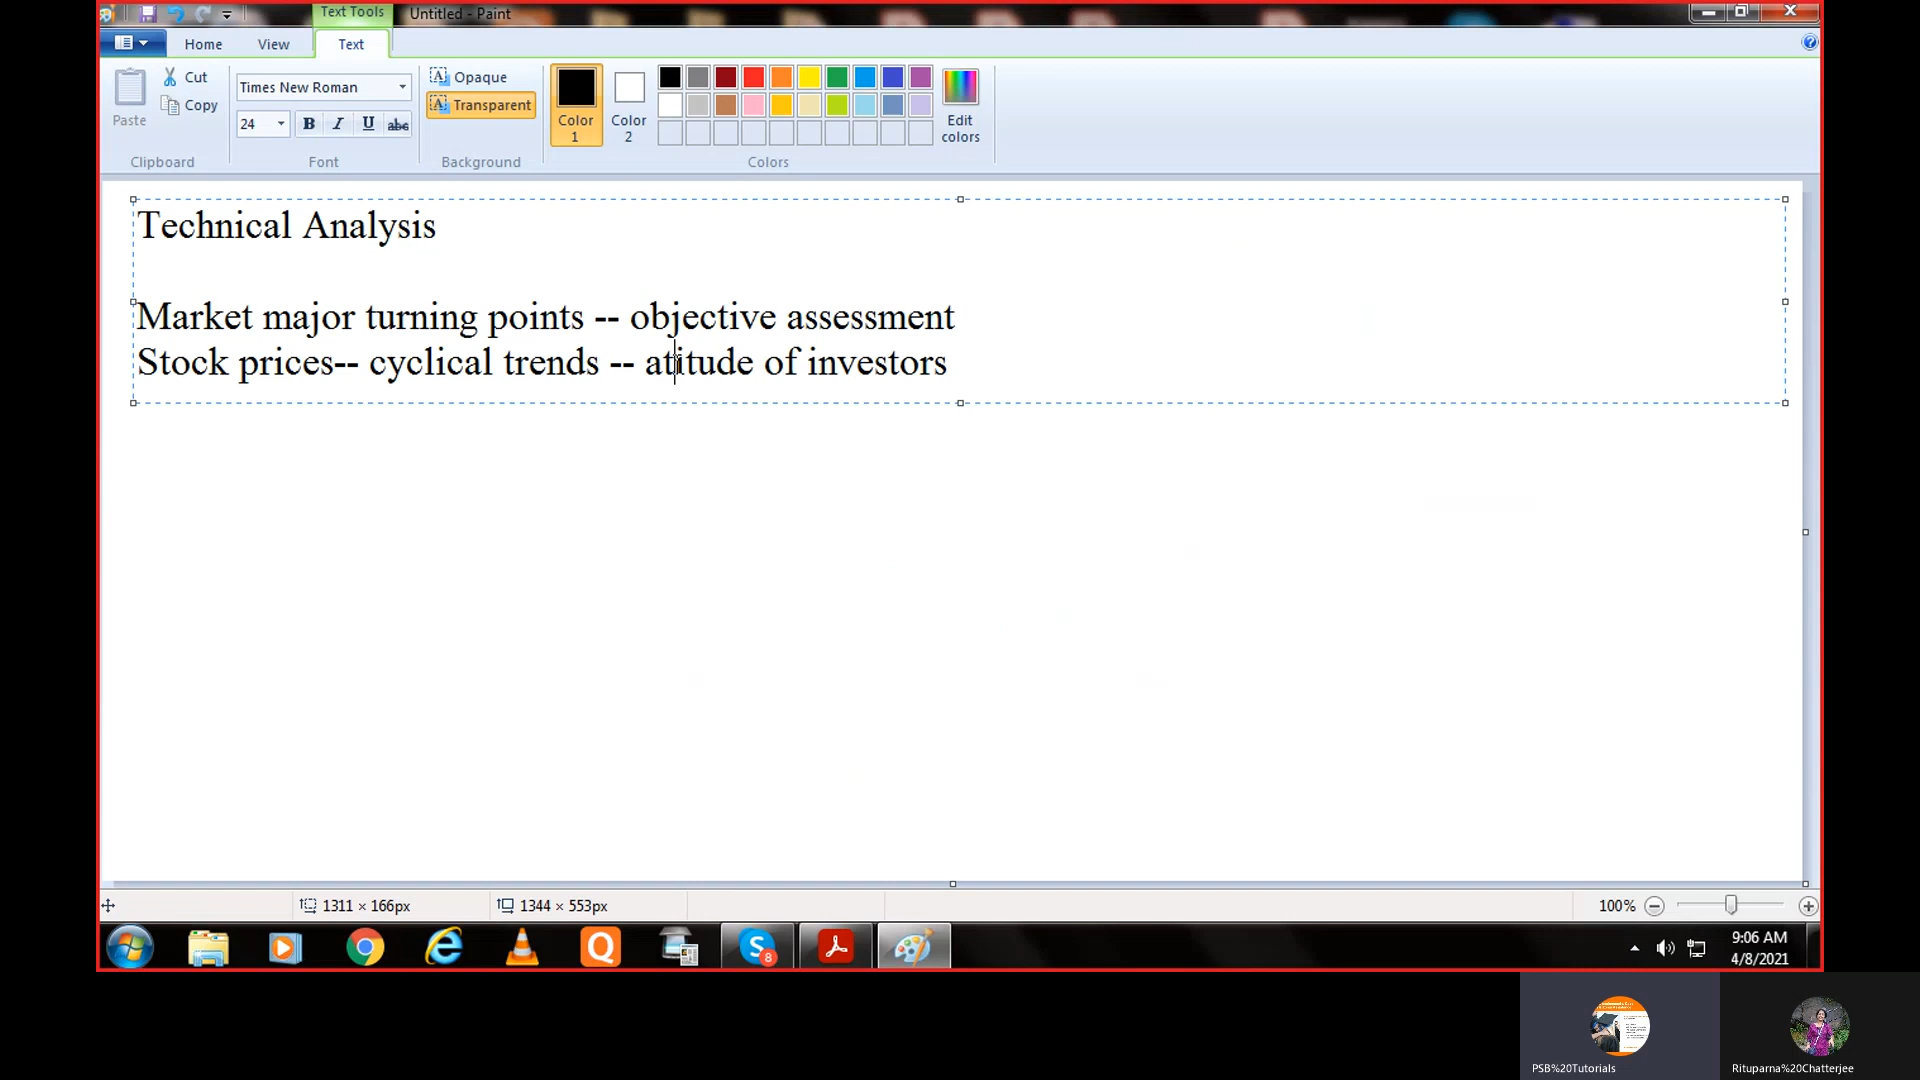 Text Tools
Untitled - Paint
Home
View
Text
Paste
Cut
Copy
Clipboard
Times New Roman
24
B I U abc
Font
Opaque
Transparent
Background
Color 1
Color 2
Edit colors
Colors
Technical Analysis
Market major turning points -- objective assessment
Stock prices-- cyclical trends -- atitude of investors
1311 × 166px
1344 × 553px
100%
8
9:06 AM
4/8/2021
PSB%20Tutorials
Rituparna%20Chatterjee